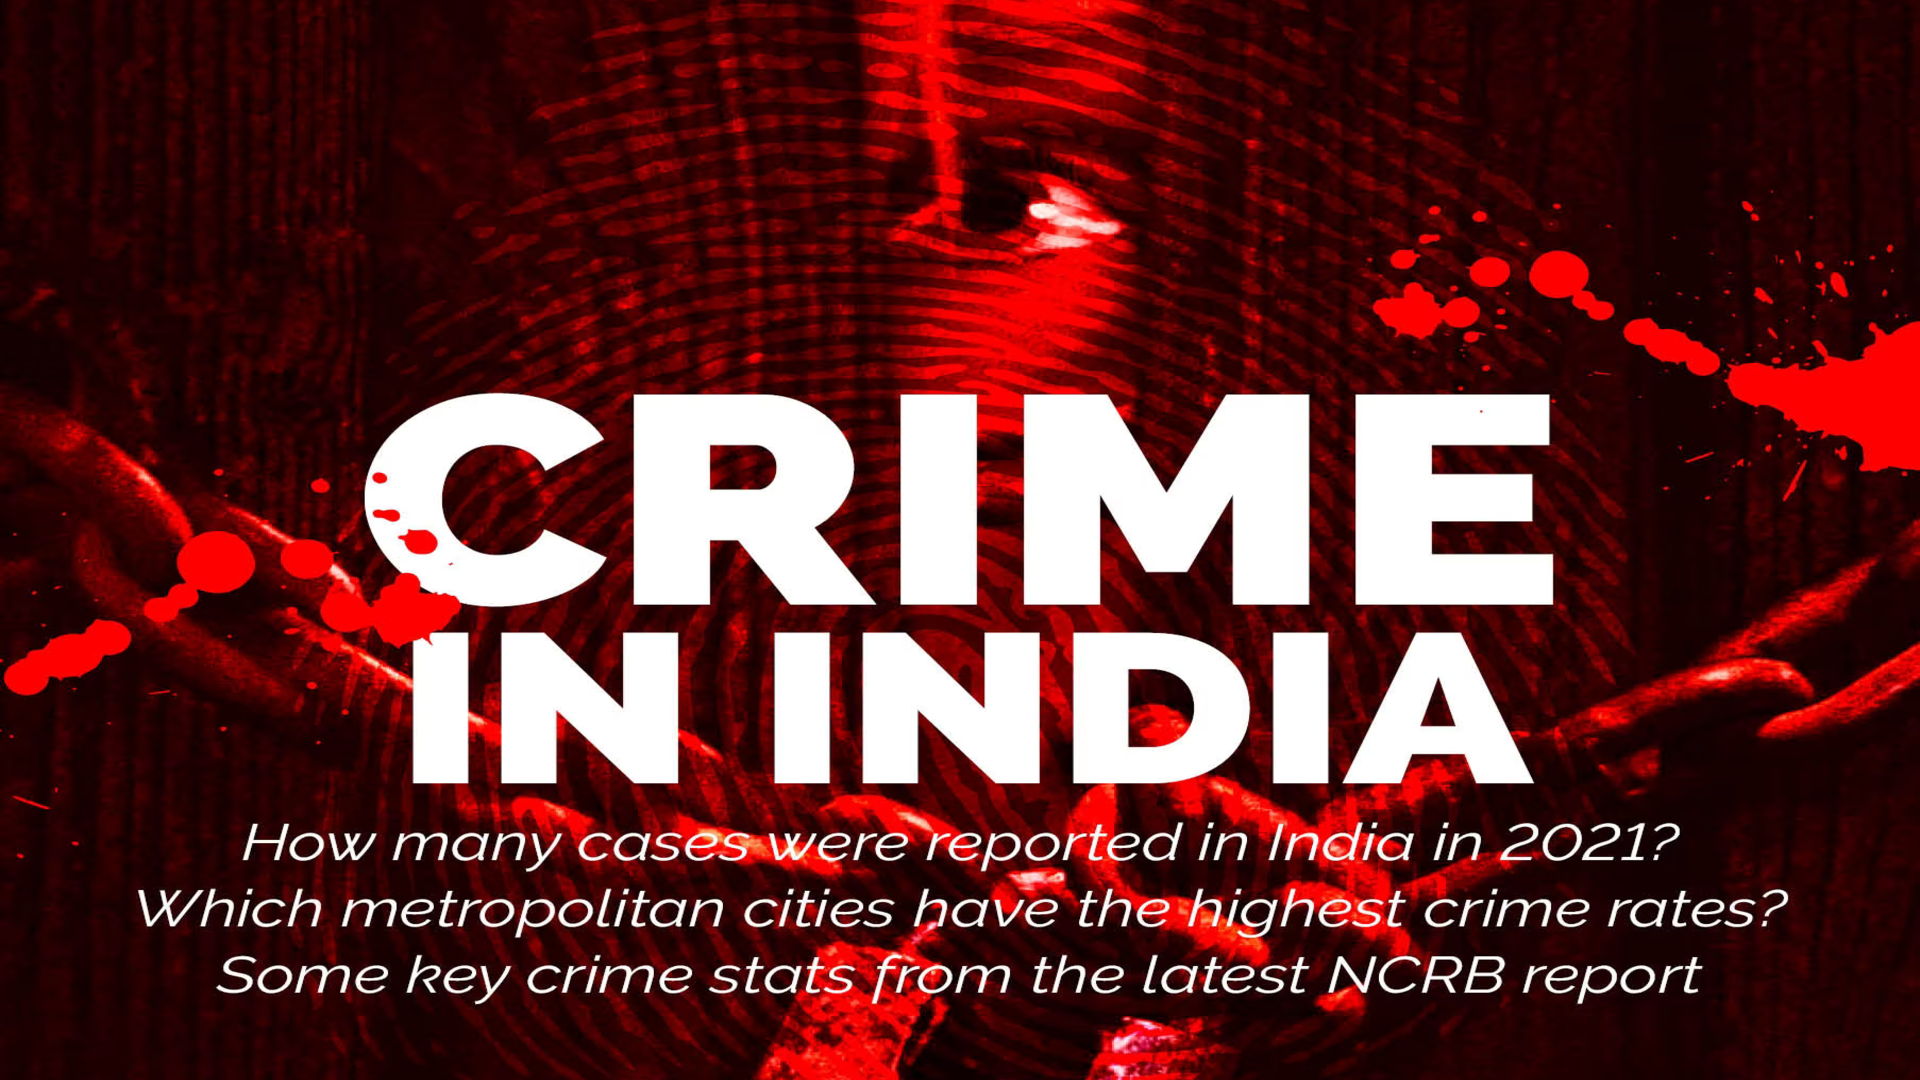 CRIME
IN INDIA
How many cases were reported in India in 2021?
Which metropolitan cities have the highest crime rates?
Some key crime stats from the latest NCRB report